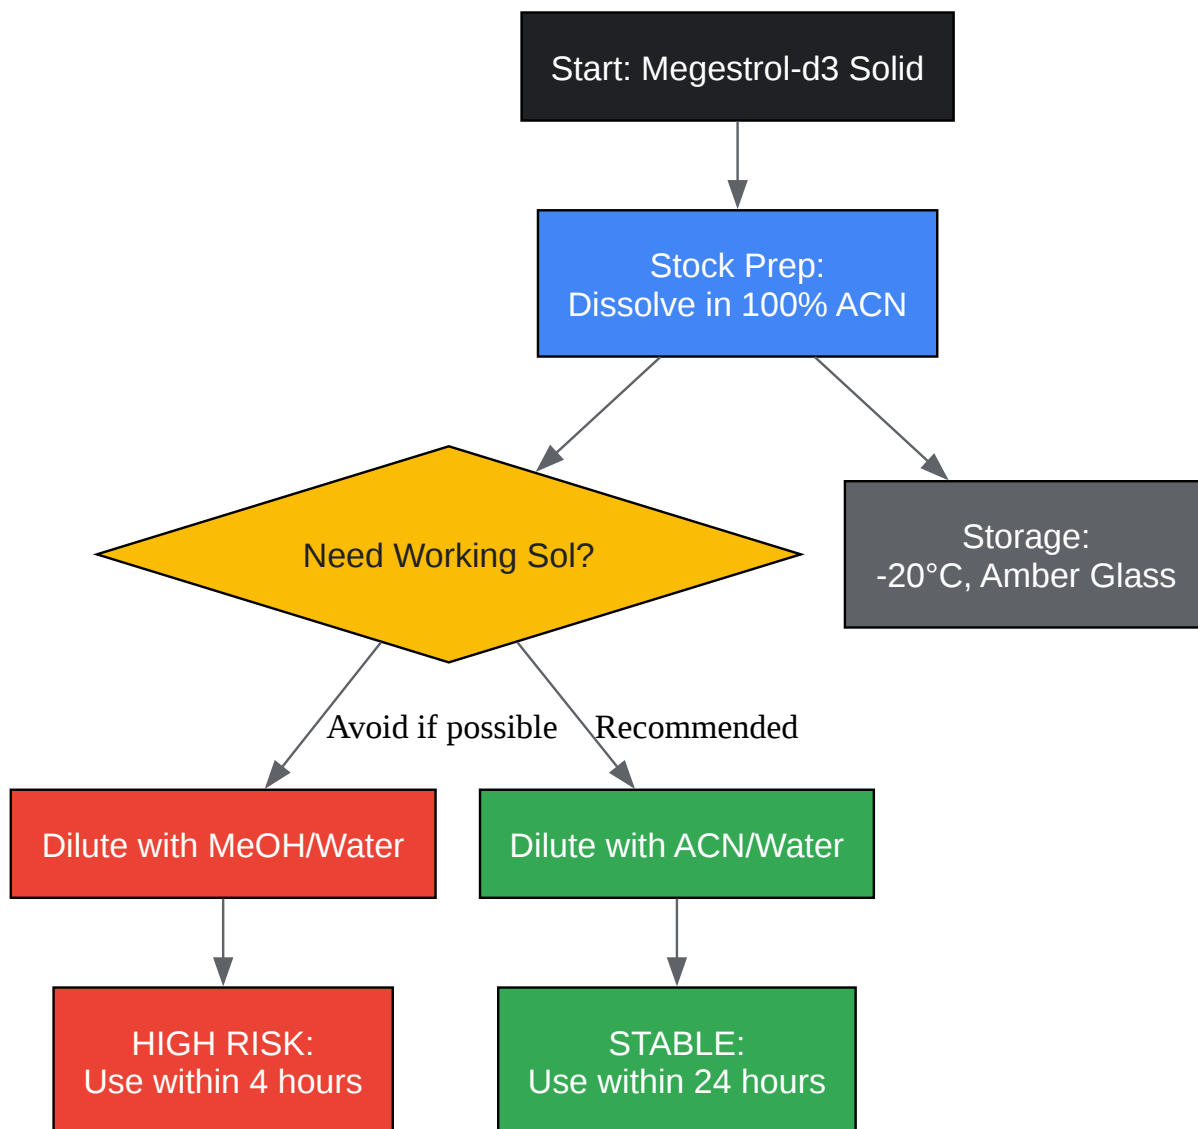 Start: Megestrol-d3 Solid
Stock Prep:
Dissolve in 100% ACN
Need Working Sol?
Storage:
-20°C, Amber Glass
Avoid if possible
Recommended
Dilute with MeOH/Water
Dilute with ACN/Water
HIGH RISK:
Use within 4 hours
STABLE:
Use within 24 hours